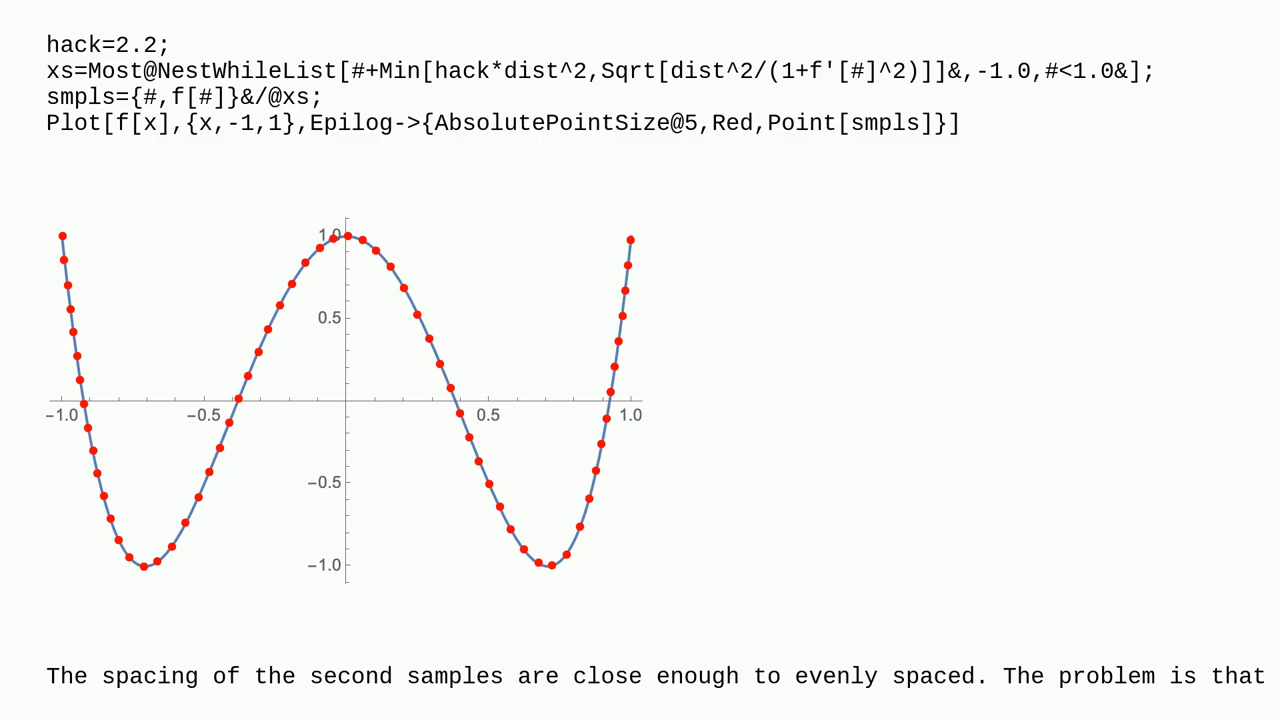 hack=2.2;
xs=Most@NestWhileList[#+Min[hack*dist^2,Sqrt[dist^2/(1+f'[#]^2)]]&,-1.0,#<1.0&];
smpls={#,f[#]}&/@xs;
Plot[f[x],{x,-1,1},Epilog->{AbsolutePointSize@5,Red,Point[smpls]}]
1.0
0.5
−1.0 −0.5 0.5 1.0
−0.5
−1.0
The spacing of the second samples are close enough to evenly spaced. The problem is that